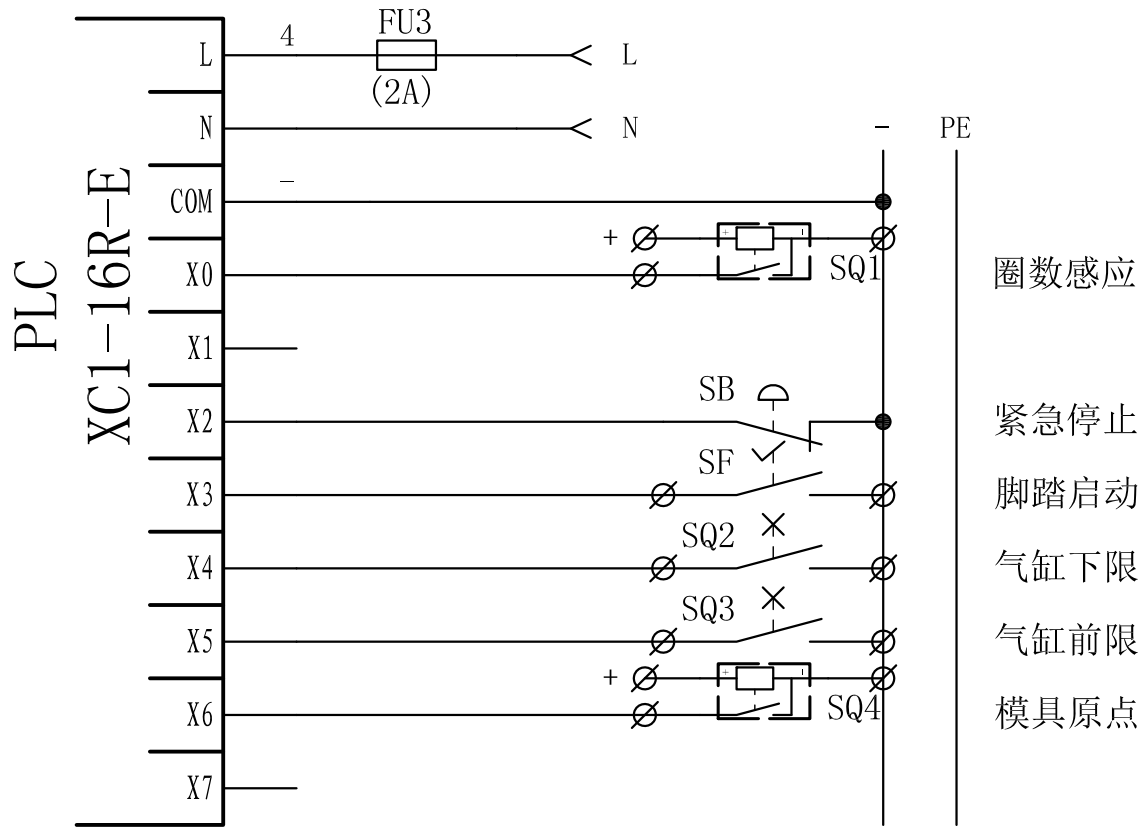 PLC
XC1-16R-E
4
FU3
L
L
(2A)
N
N
-
PE
COM
-
+
+
-
X0
SQ1
圈数感应
X1
SB
X2
紧急停止
SF
X3
脚踏启动
SQ2
X4
气缸下限
SQ3
X5
气缸前限
+
+
-
X6
SQ4
模具原点
X7